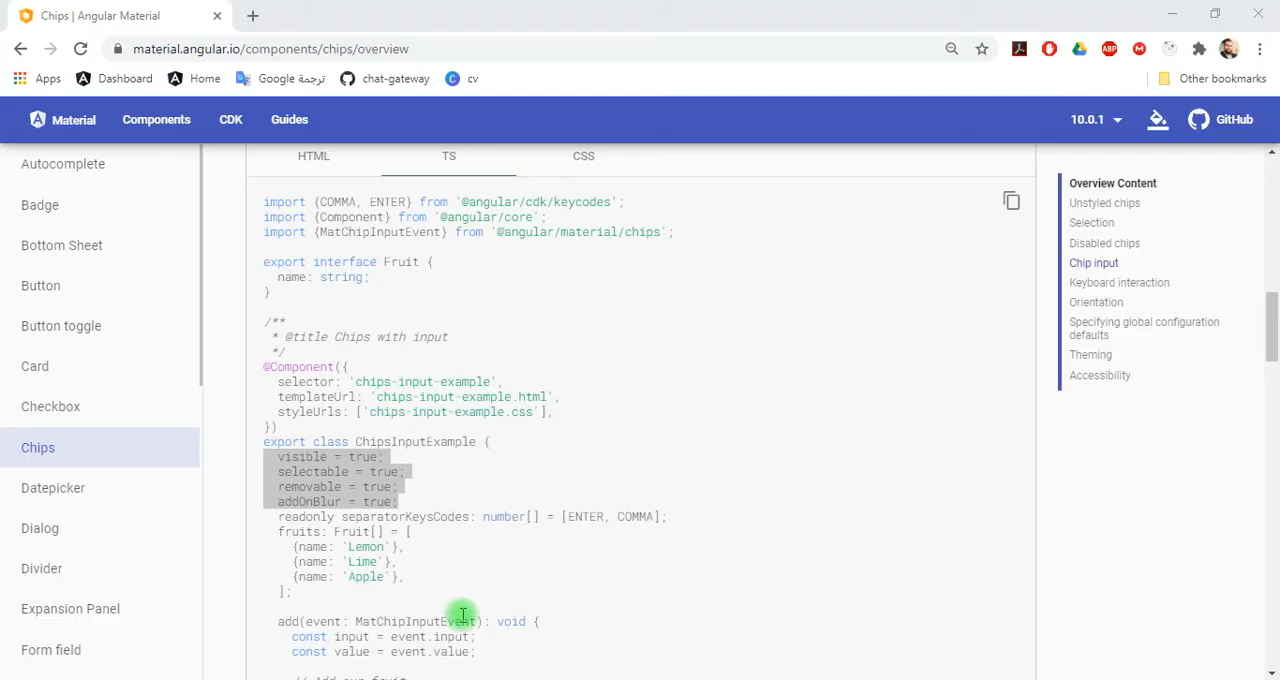 Chips | Angular Material
material.angular.io/components/chips/overview
Apps Dashboard Home ترجمة Google chat-gateway cv Other bookmarks
Material Components CDK Guides 10.0.1 GitHub
Autocomplete
Badge
Bottom Sheet
Button
Button toggle
Card
Checkbox
Chips
Datepicker
Dialog
Divider
Expansion Panel
Form field
HTML TS CSS
import {COMMA, ENTER} from '@angular/cdk/keycodes';
import {Component} from '@angular/core';
import {MatChipInputEvent} from '@angular/material/chips';
export interface Fruit {
name: string;
}
/**
* @title Chips with input
*/
@Component({
selector: 'chips-input-example',
templateUrl: 'chips-input-example.html',
styleUrls: ['chips-input-example.css'],
})
export class ChipsInputExample {
visible = true;
selectable = true;
removable = true;
addOnBlur = true;
readonly separatorKeysCodes: number[] = [ENTER, COMMA];
fruits: Fruit[] = [
{name: 'Lemon'},
{name: 'Lime'},
{name: 'Apple'},
];
add(event: MatChipInputEvent): void {
const input = event.input;
const value = event.value;
// Add our fruit
Overview Content
Unstyled chips
Selection
Disabled chips
Chip input
Keyboard interaction
Orientation
Specifying global configuration
defaults
Theming
Accessibility
ABP